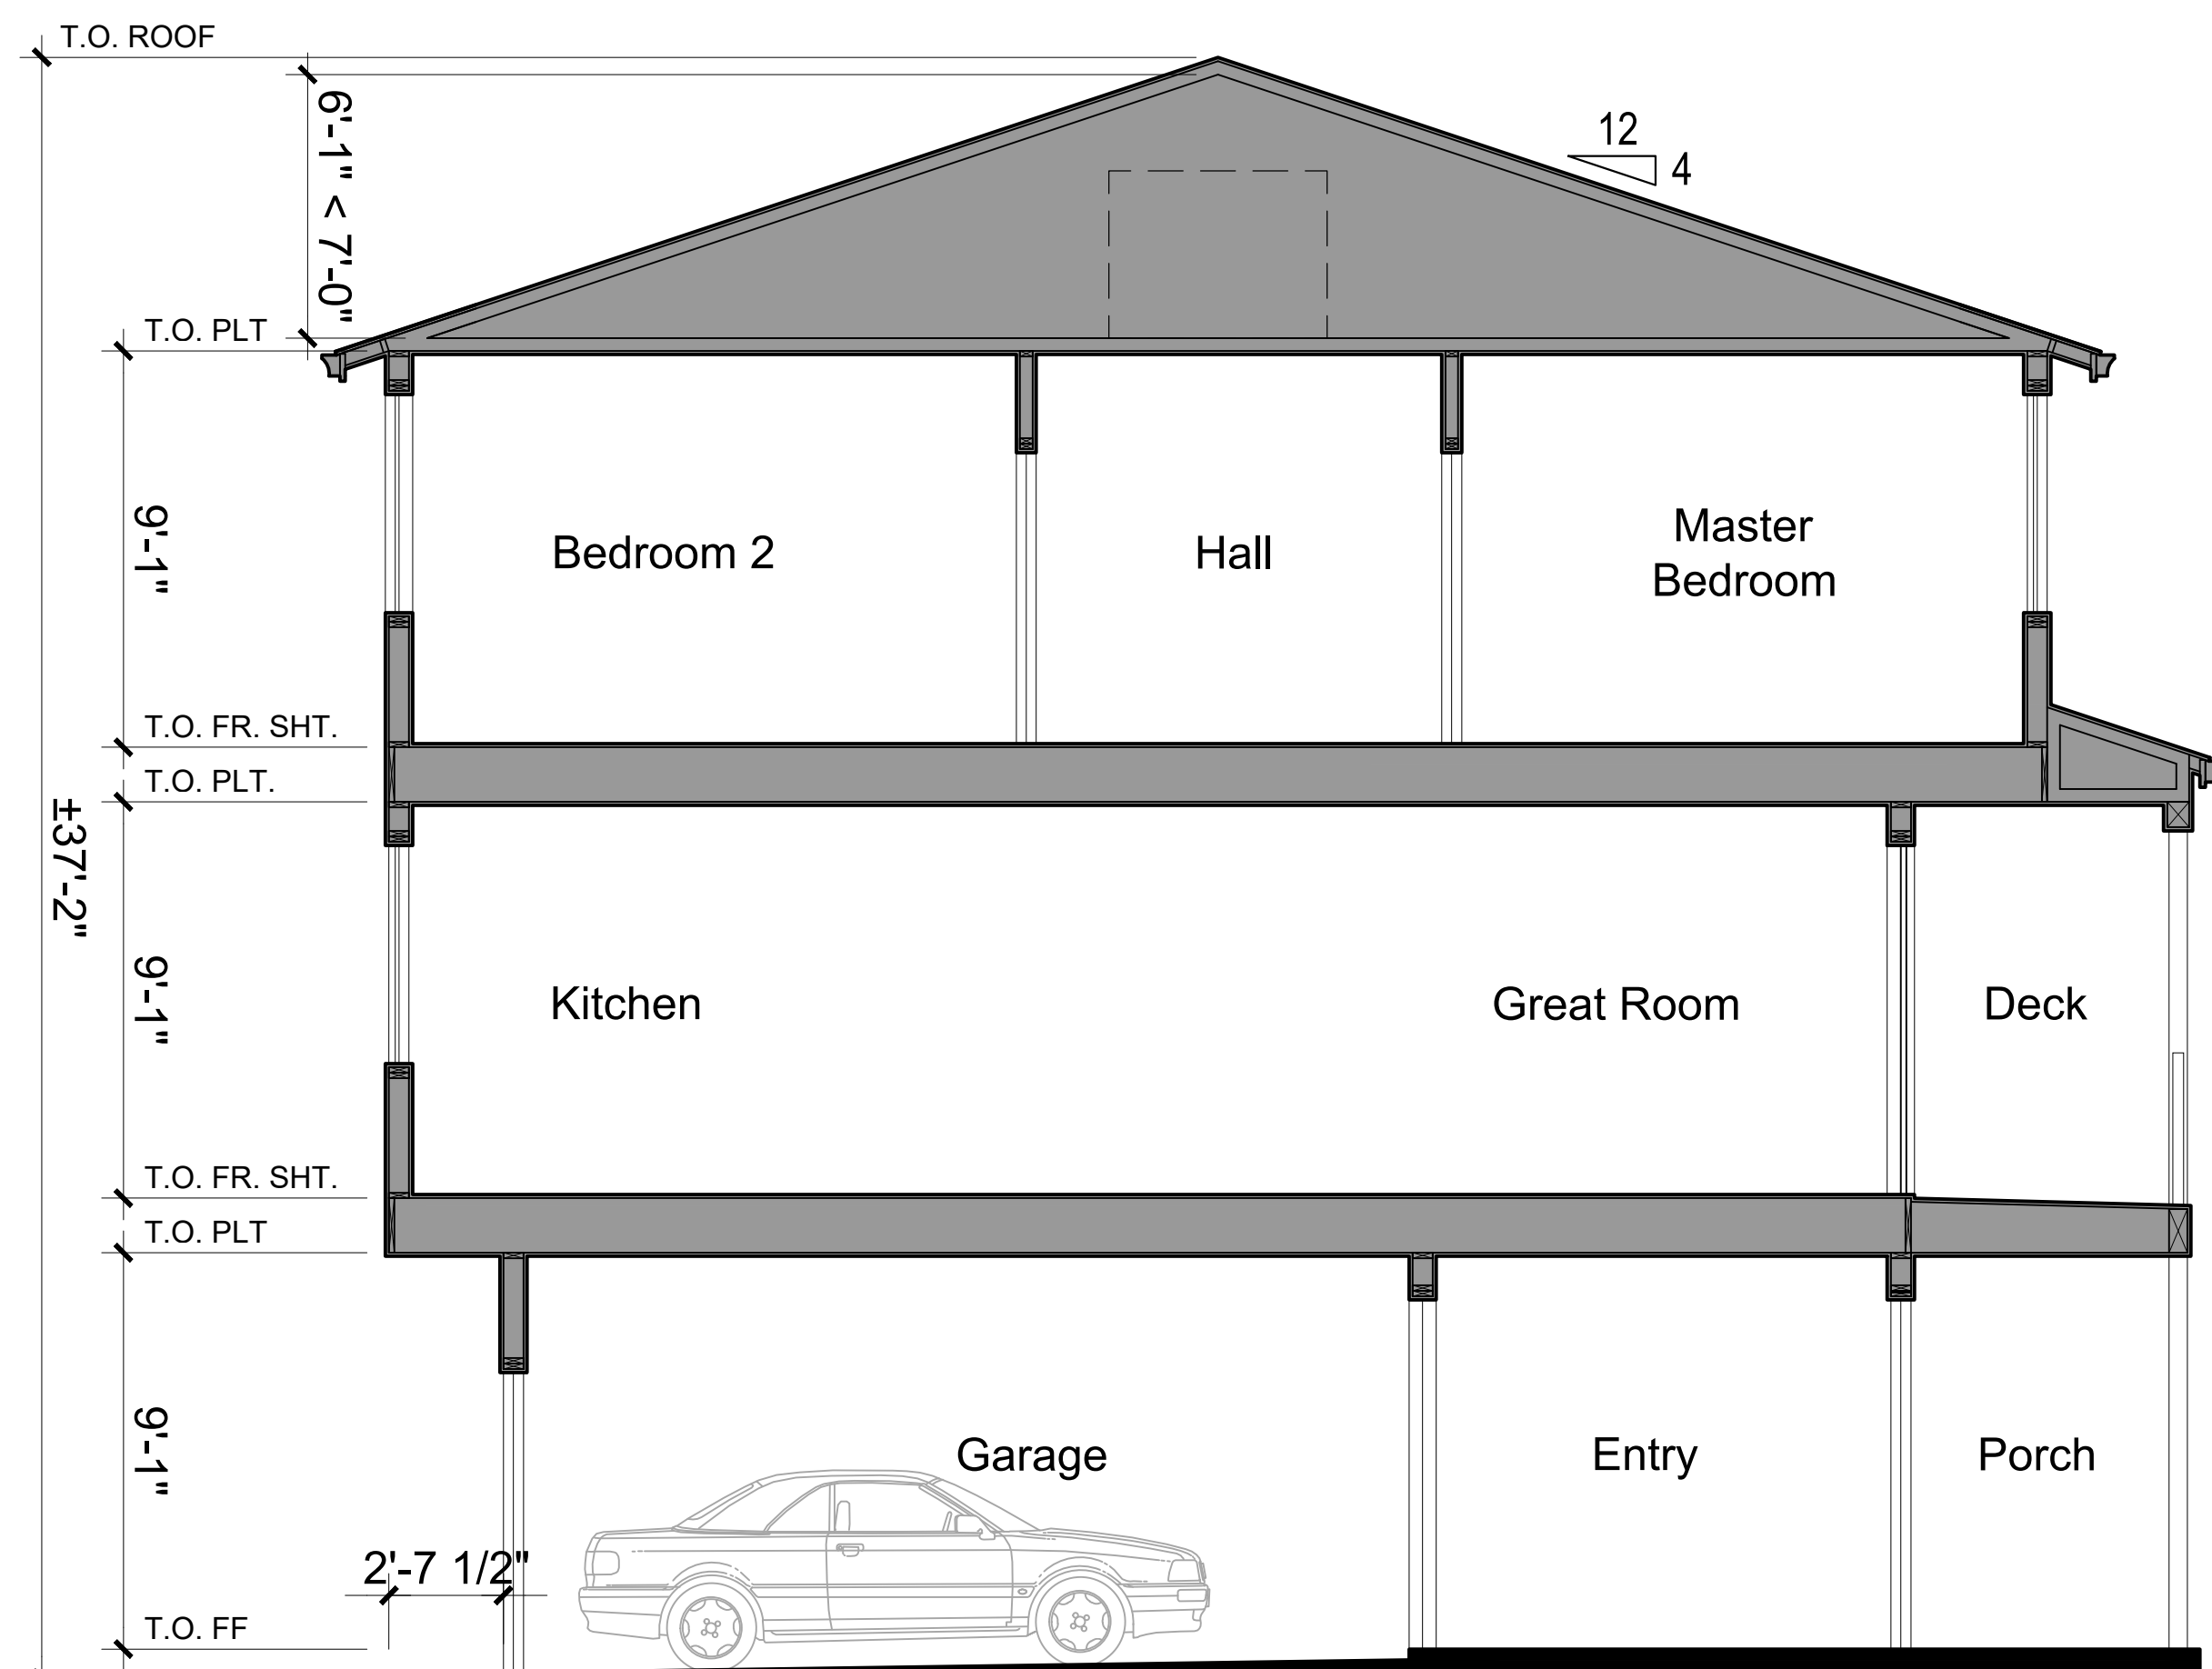 T.O. ROOF
6'-1" < 7'-0"
12
4
T.O. PLT
9'-1"
Bedroom 2
Hall
Master
Bedroom
T.O. FR. SHT.
T.O. PLT.
±37'-2"
9'-1"
Kitchen
Great Room
Deck
T.O. FR. SHT.
T.O. PLT
9'-1"
Garage
Entry
Porch
2'-7 1/2"
T.O. FF